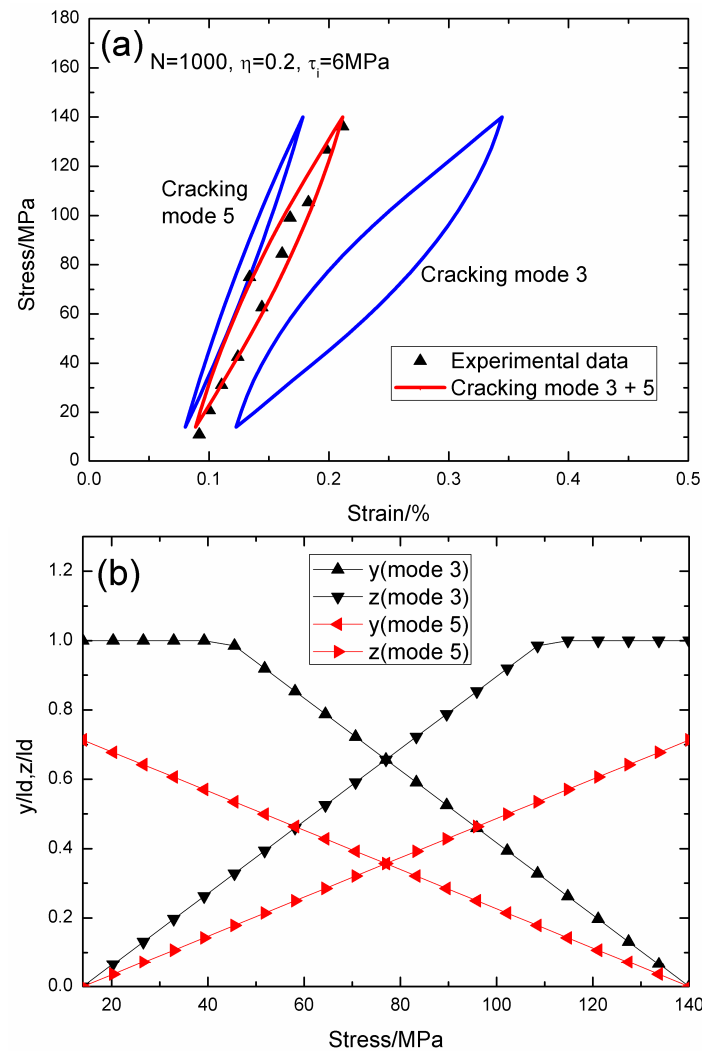 (a)
N=1000, η=0.2, τi=6MPa
180
160
140
120
100
80
60
40
20
0
Stress/MPa
Cracking
mode 5
Cracking mode 3
Experimental data
Cracking mode 3 + 5
0.0 0.1 0.2 0.3 0.4 0.5
Strain/%
(b)
y(mode 3)
z(mode 3)
y(mode 5)
z(mode 5)
1.2
1.0
0.8
0.6
0.4
0.2
0.0
y/ld,z/ld
20 40 60 80 100 120 140
Stress/MPa